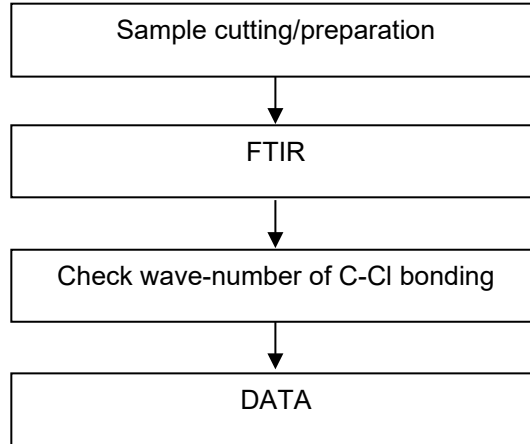 Sample cutting/preparation
FTIR
Check wave-number of C-Cl bonding
DATA